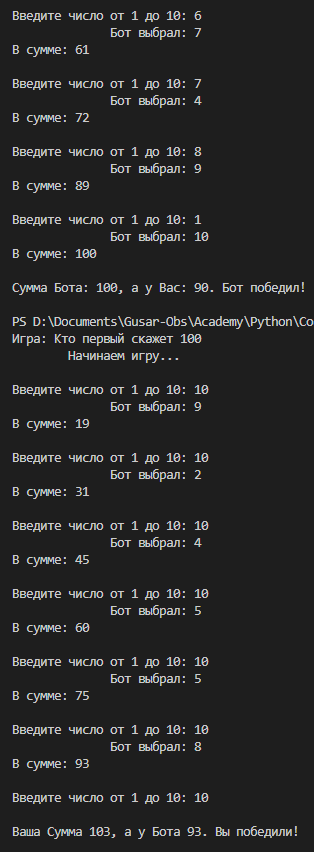 Введите число от 1 до 10: 6
Бот выбрал: 7
В сумме: 61
Введите число от 1 до 10: 7
Бот выбрал: 4
В сумме: 72
Введите число от 1 до 10: 8
Бот выбрал: 9
В сумме: 89
Введите число от 1 до 10: 1
Бот выбрал: 10
В сумме: 100
Сумма Бота: 100, а у Вас: 90. Бот победил!
PS D:\Documents\Gusar-Obs\Academy\Python\Co
Игра: Кто первый скажет 100
Начинаем игру...
Введите число от 1 до 10: 10
Бот выбрал: 9
В сумме: 19
Введите число от 1 до 10: 10
Бот выбрал: 2
В сумме: 31
Введите число от 1 до 10: 10
Бот выбрал: 4
В сумме: 45
Введите число от 1 до 10: 10
Бот выбрал: 5
В сумме: 60
Введите число от 1 до 10: 10
Бот выбрал: 5
В сумме: 75
Введите число от 1 до 10: 10
Бот выбрал: 8
В сумме: 93
Введите число от 1 до 10: 10
Ваша Сумма 103, а у Бота 93. Вы победили!